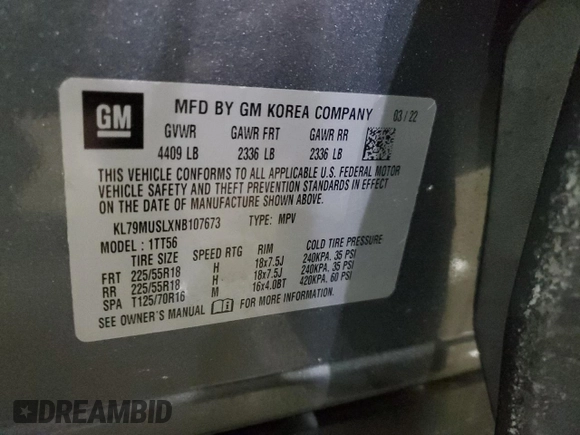 GM
MFD BY GM KOREA COMPANY 03 / 22
GVWR GAWR FRT GAWR RR
4409 LB 2336 LB 2336 LB
THIS VEHICLE CONFORMS TO ALL APPLICABLE U.S. FEDERAL MOTOR
VEHICLE SAFETY AND THEFT PREVENTION STANDARDS IN EFFECT
ON THE DATE OF MANUFACTURE SHOWN ABOVE.
KL79MUSLXNB107673 TYPE: MPV
MODEL : 1TT56
TIRE SIZE SPEED RTG RIM COLD TIRE PRESSURE
FRT 225/55R18 H 18x7.5J 240KPA, 35 PSI
RR 225/55R18 H 18x7.5J 240KPA, 35 PSI
SPA T125/70R16 M 16x4.0BT 420KPA, 60 PSI
SEE OWNER'S MANUAL FOR MORE INFORMATION.
DREAMBID